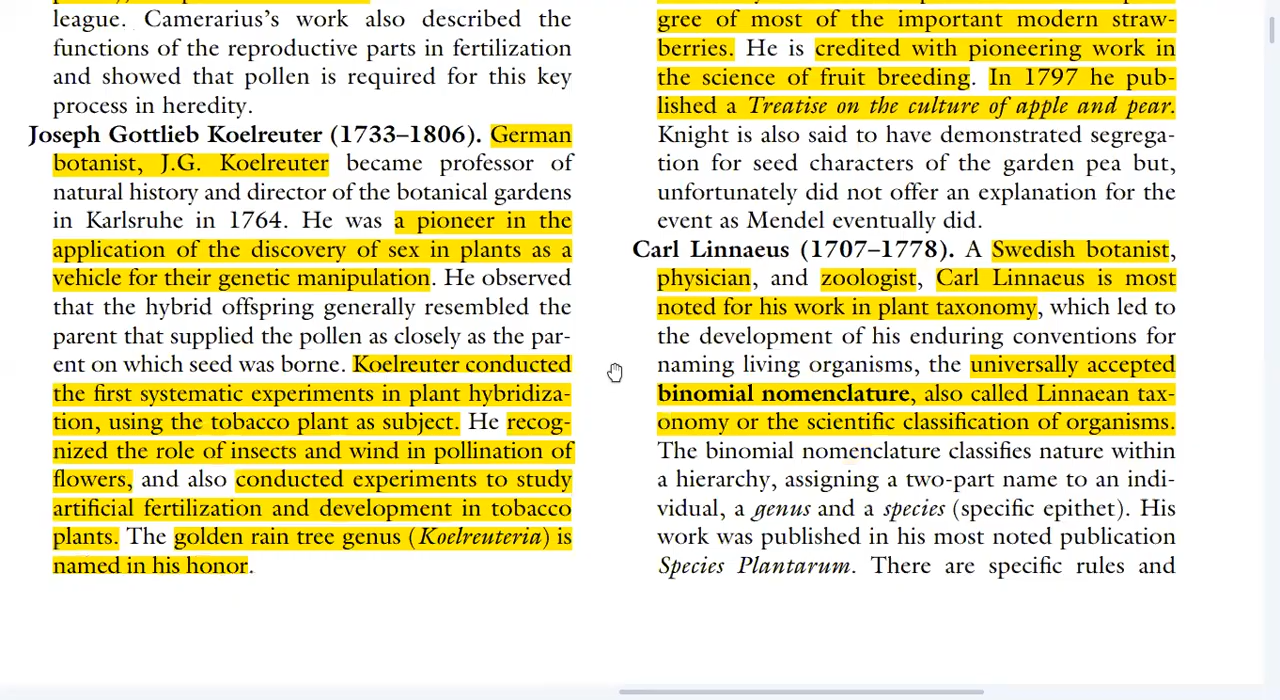 league. Camerarius's work also described the
functions of the reproductive parts in fertilization
and showed that pollen is required for this key
process in heredity.
Joseph Gottlieb Koelreuter (1733–1806). German
botanist, J.G. Koelreuter became professor of
natural history and director of the botanical gardens
in Karlsruhe in 1764. He was a pioneer in the
application of the discovery of sex in plants as a
vehicle for their genetic manipulation. He observed
that the hybrid offspring generally resembled the
parent that supplied the pollen as closely as the par-
ent on which seed was borne. Koelreuter conducted
the first systematic experiments in plant hybridiza-
tion, using the tobacco plant as subject. He recog-
nized the role of insects and wind in pollination of
flowers, and also conducted experiments to study
artificial fertilization and development in tobacco
plants. The golden rain tree genus (Koelreuteria) is
named in his honor.
gree of most of the important modern straw-
berries. He is credited with pioneering work in
the science of fruit breeding. In 1797 he pub-
lished a Treatise on the culture of apple and pear.
Knight is also said to have demonstrated segrega-
tion for seed characters of the garden pea but,
unfortunately did not offer an explanation for the
event as Mendel eventually did.
Carl Linnaeus (1707–1778). A Swedish botanist,
physician, and zoologist, Carl Linnaeus is most
noted for his work in plant taxonomy, which led to
the development of his enduring conventions for
naming living organisms, the universally accepted
binomial nomenclature, also called Linnaean tax-
onomy or the scientific classification of organisms.
The binomial nomenclature classifies nature within
a hierarchy, assigning a two-part name to an indi-
vidual, a genus and a species (specific epithet). His
work was published in his most noted publication
Species Plantarum. There are specific rules and